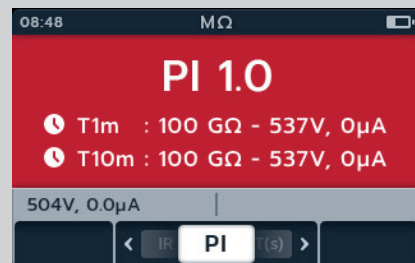 08:48 MΩ
PI 1.0
T1m : 100 GΩ - 537V, 0µA
T10m : 100 GΩ - 537V, 0µA
504V, 0.0µA
< IR PI T(s) >